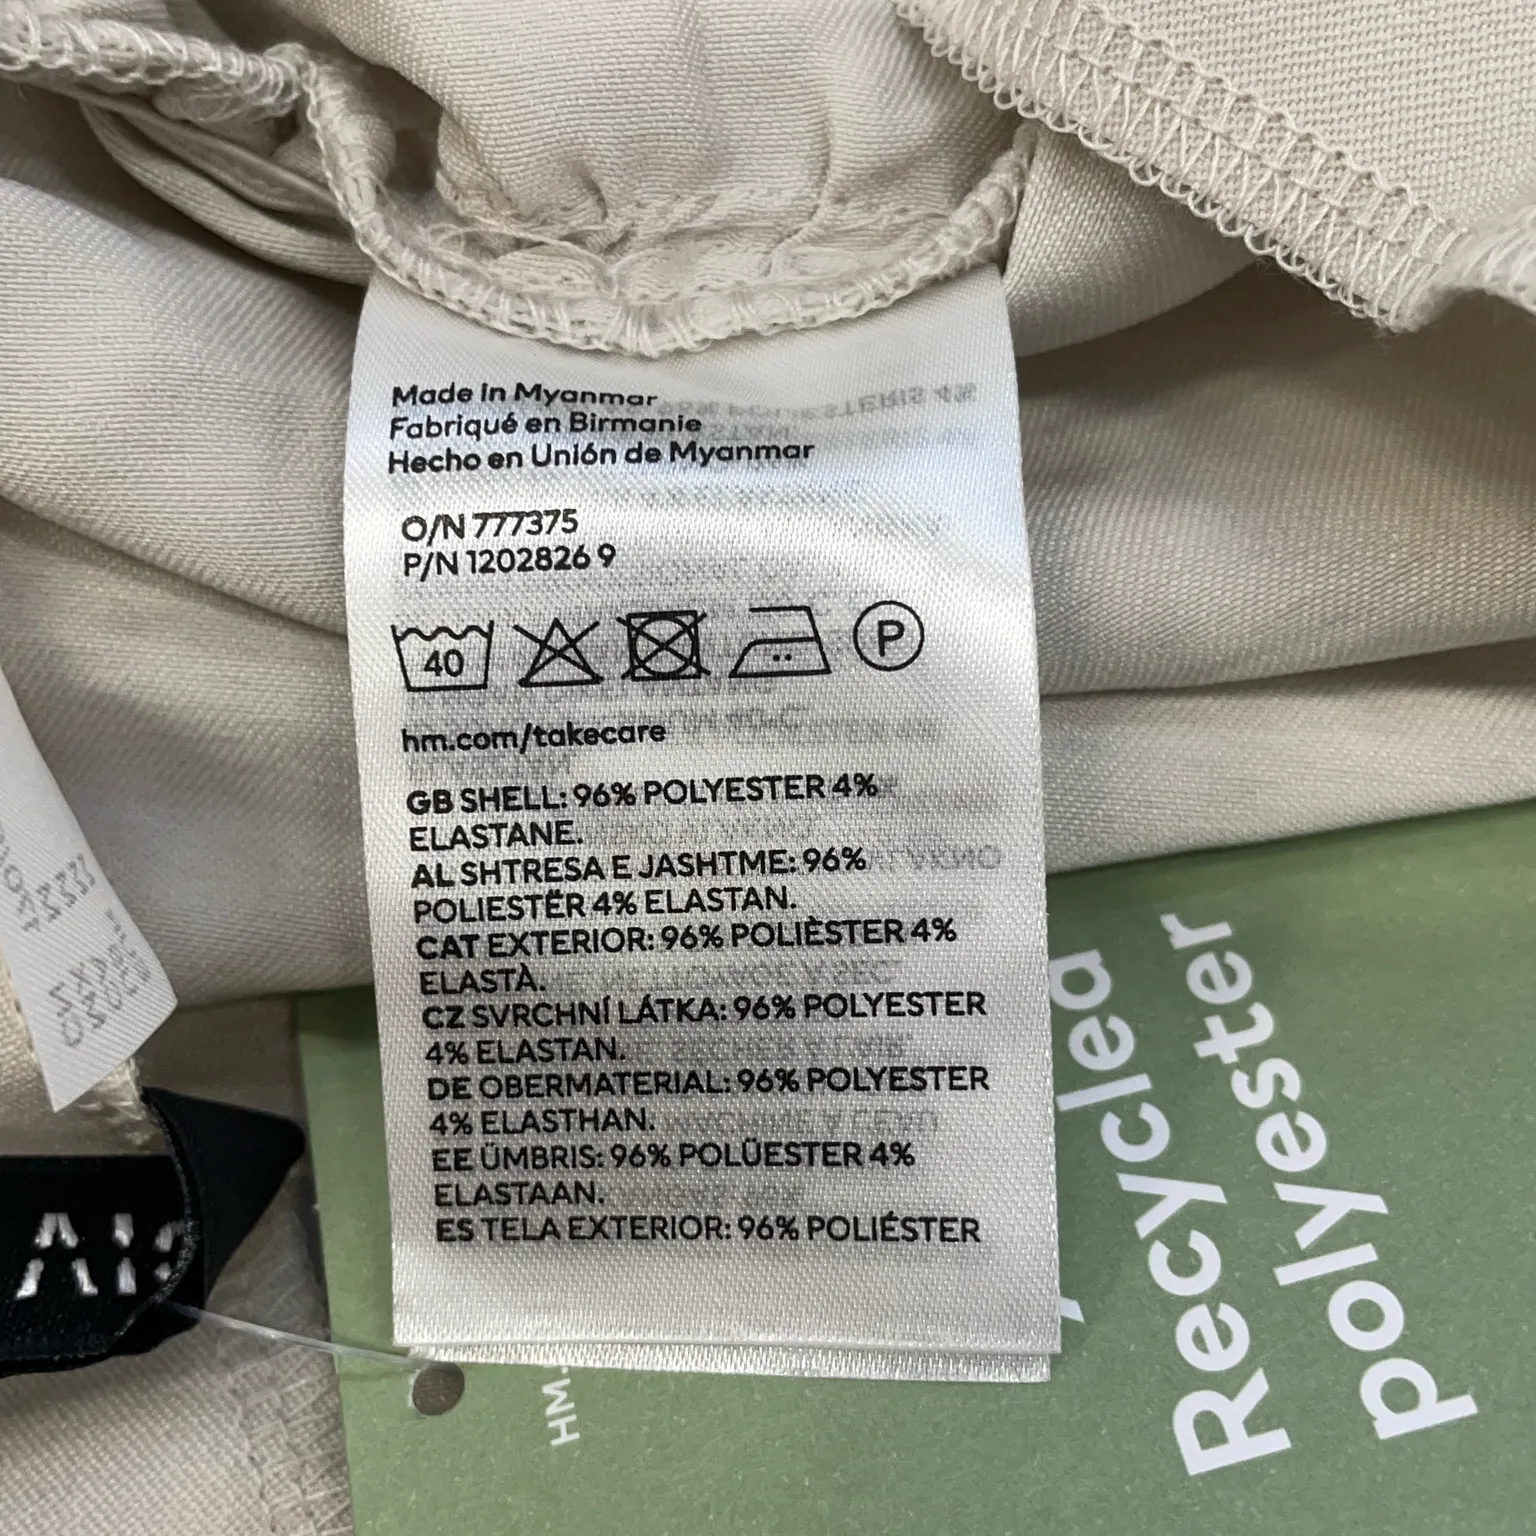 Made in Myanmar
Fabriqué en Birmanie
Hecho en Unión de Myanmar
O/N 777375
P/N 1202826 9
40
P
hm.com/takecare
GB SHELL: 96% POLYESTER 4%
ELASTANE.
AL SHTRESA E JASHTME: 96%
POLIESTËR 4% ELASTAN.
CAT EXTERIOR: 96% POLIÈSTER 4%
ELASTÀ.
CZ SVRCHNÍ LÁTKA: 96% POLYESTER
4% ELASTAN.
DE OBERMATERIAL: 96% POLYESTER
4% ELASTHAN.
EE ÜMBRIS: 96% POLÜESTER 4%
ELASTAAN.
ES TELA EXTERIOR: 96% POLIÉSTER
Recycled
polyester
HM.